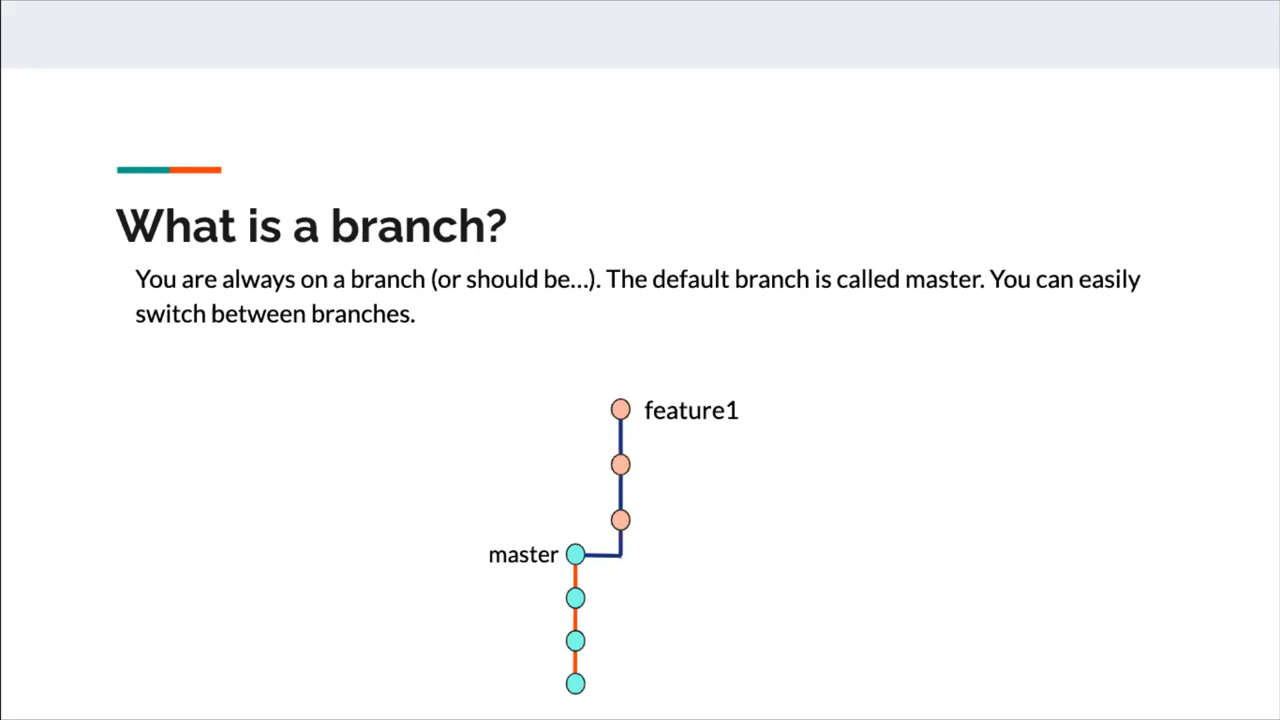 What is a branch?
You are always on a branch (or should be...). The default branch is called master. You can easily
switch between branches.
feature1
master